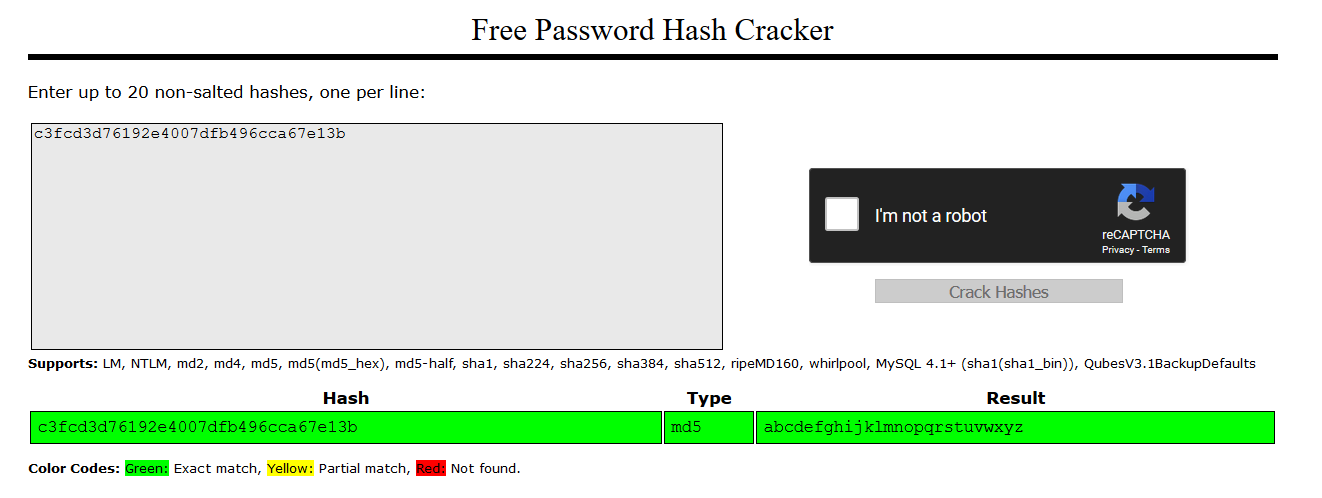 Free Password Hash Cracker
Enter up to 20 non-salted hashes, one per line:
c3fcd3d76192e4007dfb496cca67e13b
I'm not a robot
reCAPTCHA
Privacy - Terms
Crack Hashes
Supports: LM, NTLM, md2, md4, md5, md5(md5_hex), md5-half, sha1, sha224, sha256, sha384, sha512, ripeMD160, whirlpool, MySQL 4.1+ (sha1(sha1_bin)), QubesV3.1BackupDefaults
Hash Type Result
c3fcd3d76192e4007dfb496cca67e13b md5 abcdefghijklmnopqrstuvwxyz
Color Codes: Green: Exact match, Yellow: Partial match, Red: Not found.